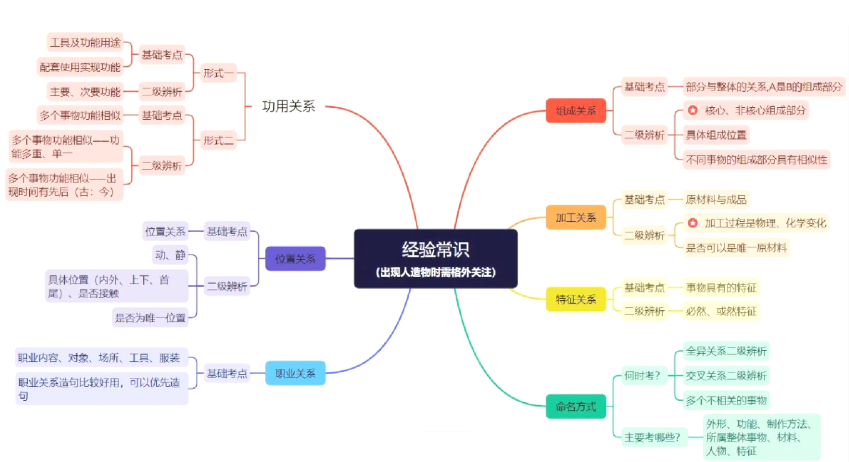 经验常识
(出现人造物时需格外关注)
功用关系
形式一
基础考点
工具及功能用途
配套使用实现功能
二级辨析
主要、次要功能
形式二
基础考点
多个事物功能相似
二级辨析
多个事物功能相似——功
能多重、单一
多个事物功能相似——出
现时间有先后（古：今）
位置关系
基础考点
位置关系
二级辨析
动、静
具体位置（内外、上下、首
尾）、是否接触
是否为唯一位置
职业关系
基础考点
职业内容、对象、场所、工具、服装
职业关系造句比较好用，可以优先造
句
组成关系
基础考点
部分与整体的关系,A是B的组成部分
二级辨析
核心、非核心组成部分
具体组成位置
不同事物的组成部分具有相似性
加工关系
基础考点
原材料与成品
二级辨析
加工过程是物理、化学变化
是否可以是唯一原材料
特征关系
基础考点
事物具有的特征
二级辨析
必然、或然特征
命名方式
何时考？
全异关系二级辨析
交叉关系二级辨析
多个不相关的事物
主要考哪些？
外形、功能、制作方法、
所属整体事物、材料、
人物、特征